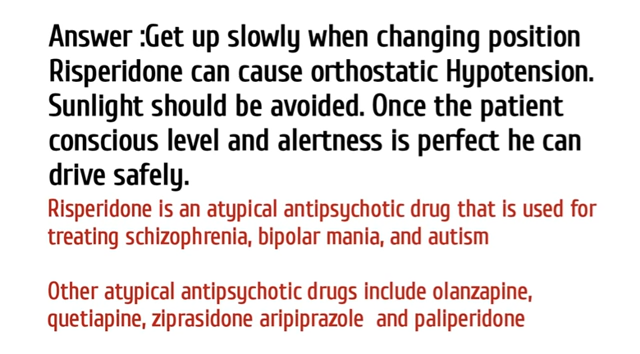 Answer :Get up slowly when changing position
Risperidone can cause orthostatic Hypotension.
Sunlight should be avoided. Once the patient
conscious level and alertness is perfect he can
drive safely.
Risperidone is an atypical antipsychotic drug that is used for
treating schizophrenia, bipolar mania, and autism
Other atypical antipsychotic drugs include olanzapine,
quetiapine, ziprasidone aripiprazole and paliperidone